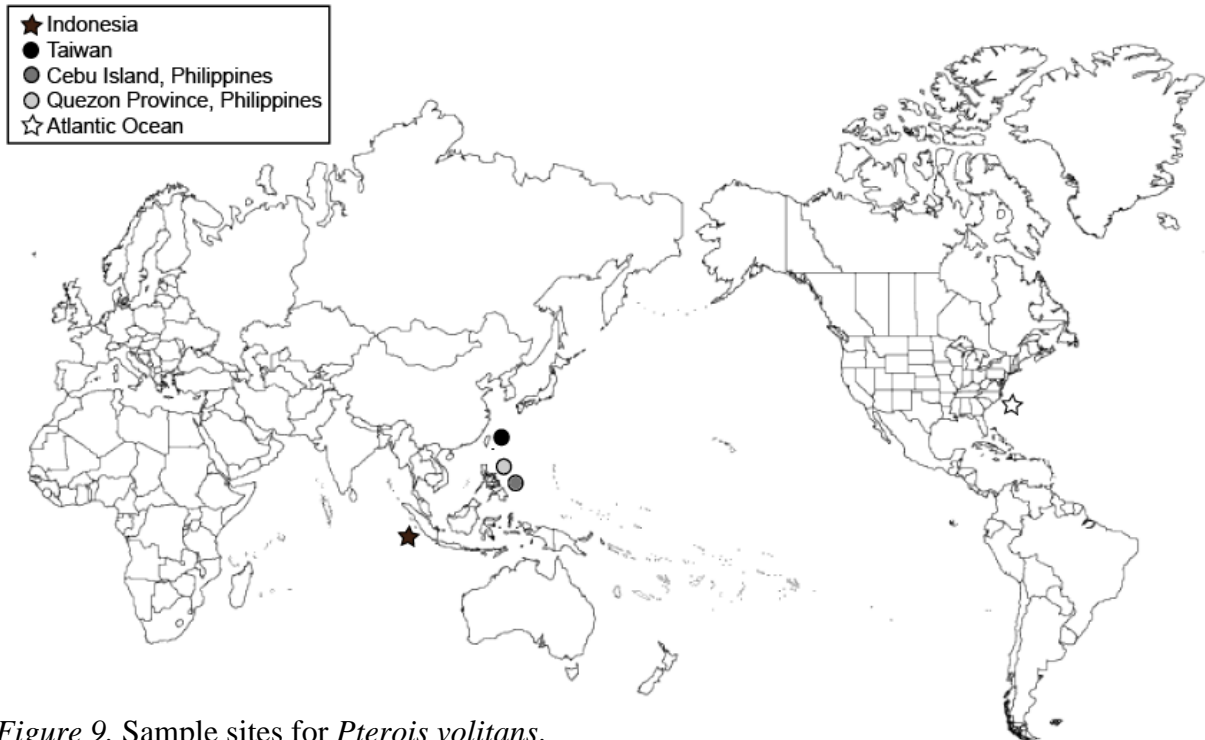 Indonesia
Taiwan
Cebu Island, Philippines
Quezon Province, Philippines
Atlantic Ocean
Figure 9. Sample sites for Pterois volitans.